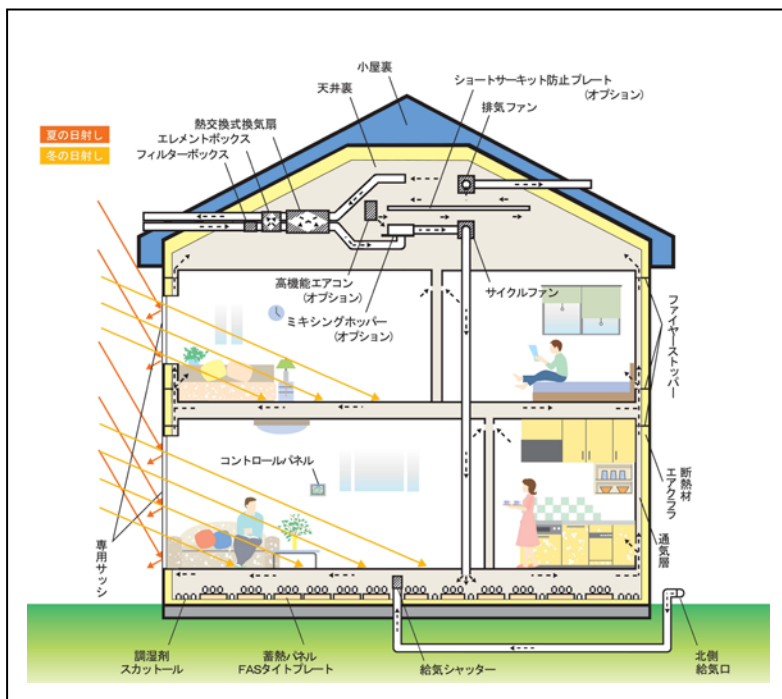 小屋裏
天井裏
ショートサーキット防止プレート
(オプション)
排気ファン
夏の日射し
冬の日射し
熱交換式換気扇
エレメントボックス
フィルターボックス
高機能エアコン
(オプション)
ミキシングホッパー
(オプション)
サイクルファン
ファイヤーストッパー
コントロールパネル
断熱材
エアクララ
通気層
専用サッシ
調湿剤
スカットール
蓄熱パネル
FASタイトプレート
給気シャッター
北側
給気口